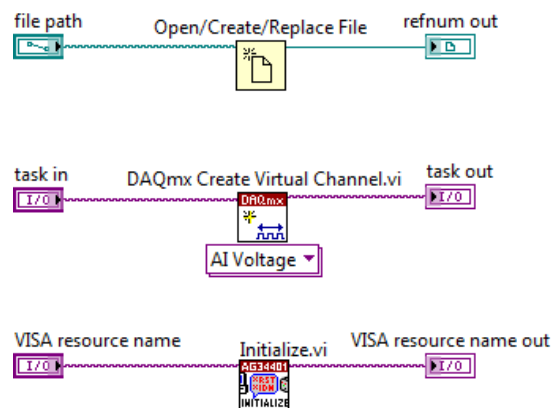 file path
Open/Create/Replace File
refnum out
task in
DAQmx Create Virtual Channel.vi
task out
I/O
DAQmx
I/O
AI Voltage
VISA resource name
Initialize.vi
VISA resource name out
I/O
AG34401
*RST
*IDN
INITIALIZE
I/O